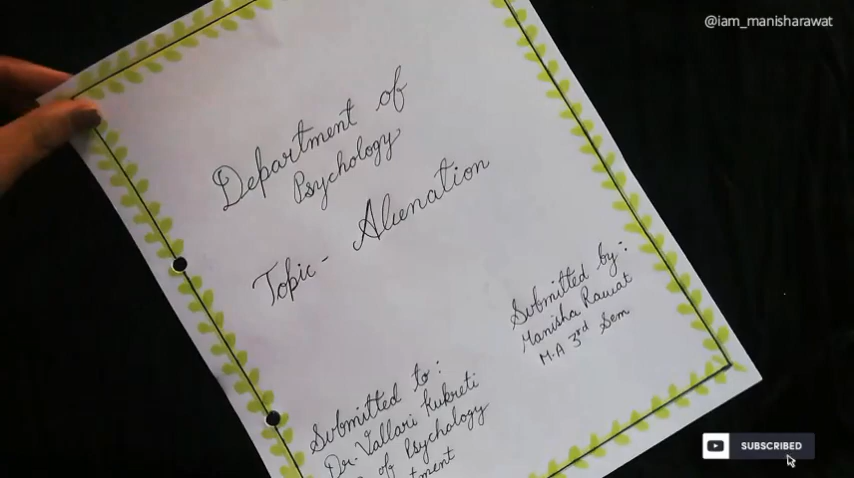 @iam_manisharawat
Department of
Psychology
Topic - Alienation
Submitted by:
Manisha Rawat
M.A 3rd Sem
Submitted to:
Dr. Vallari Kukreti
of Psychology
SUBSCRIBED